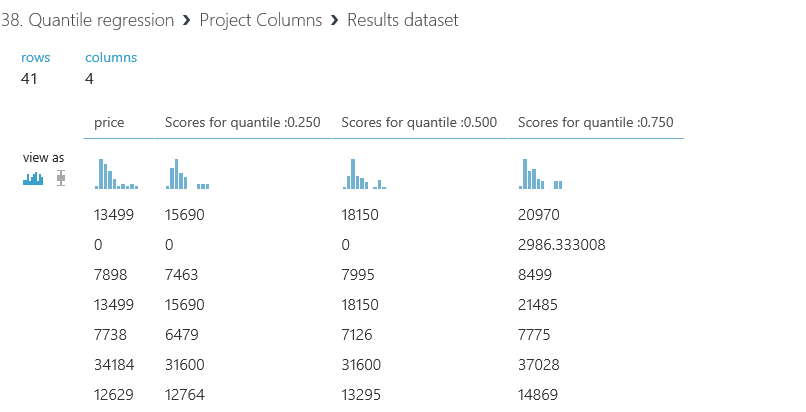 38. Quantile regression › Project Columns › Results dataset
rows columns
41 4
price Scores for quantile :0.250 Scores for quantile :0.500 Scores for quantile :0.750
view as
13499 15690 18150 20970
0 0 0 2986.333008
7898 7463 7995 8499
13499 15690 18150 21485
7738 6479 7126 7775
34184 31600 31600 37028
12629 12764 13295 14869